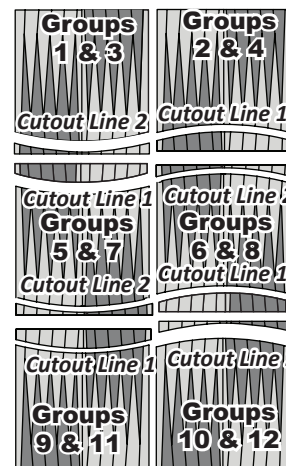 Groups
1 & 3
Cutout Line 2
Groups
2 & 4
Cutout Line 1
Cutout Line 1
Groups
5 & 7
Cutout Line 2
Cutout Line
Groups
6 & 8
Cutout Line 1
Cutout Line 1
Groups
9 & 11
Cutout Line
Groups
10 & 12